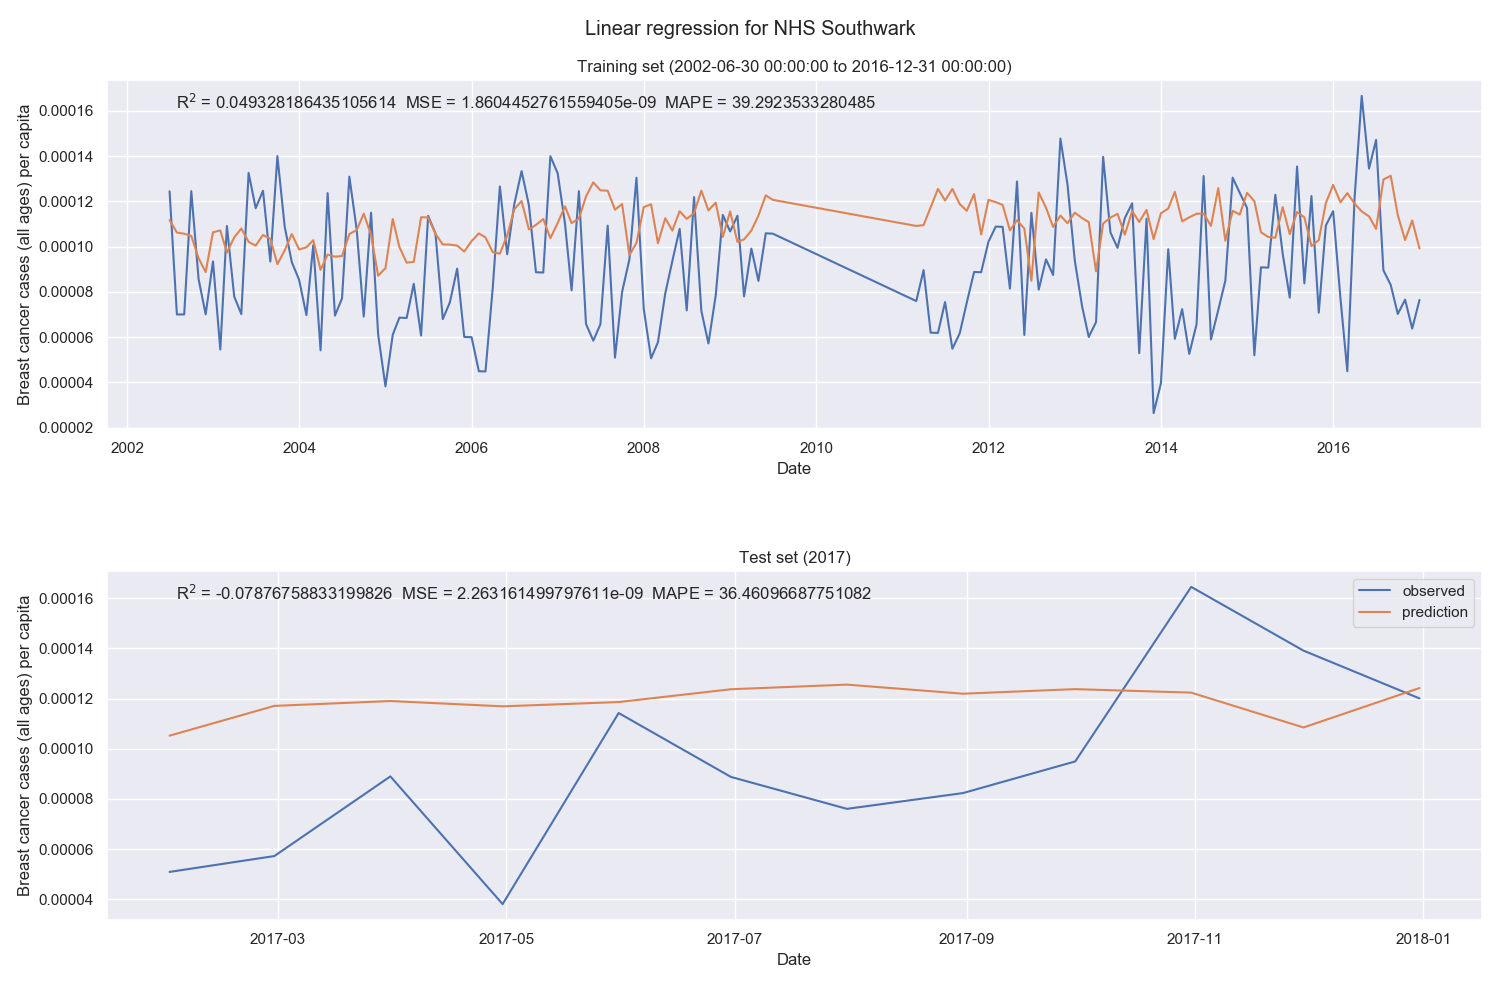 Linear regression for NHS Southwark
Training set (2002-06-30 00:00:00 to 2016-12-31 00:00:00)
R² = 0.049328186435105614 MSE = 1.8604452761559405e-09 MAPE = 39.2923533280485
Breast cancer cases (all ages) per capita
0.00016
0.00014
0.00012
0.00010
0.00008
0.00006
0.00004
0.00002
2002 2004 2006 2008 2010 2012 2014 2016
Date
Test set (2017)
R² = -0.07876758833199826 MSE = 2.263161499797611e-09 MAPE = 36.46096687751082
observed
prediction
Breast cancer cases (all ages) per capita
0.00016
0.00014
0.00012
0.00010
0.00008
0.00006
0.00004
2017-03 2017-05 2017-07 2017-09 2017-11 2018-01
Date